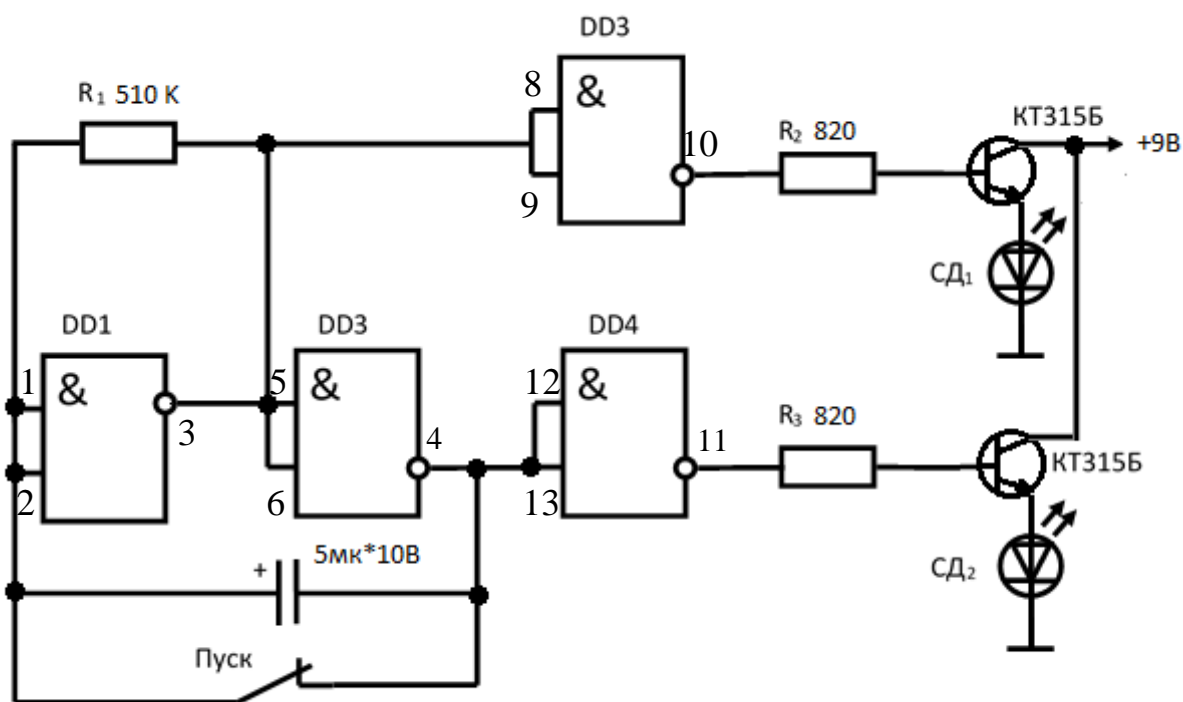 DD3
R₁ 510 K
8
&
КТ315Б
10
R₂ 820
+9В
9
СД₁
DD1
DD3
DD4
1
&
5
&
12
&
3
4
11
R₃ 820
КТ315Б
2
6
13
+
5мк*10В
СД₂
Пуск